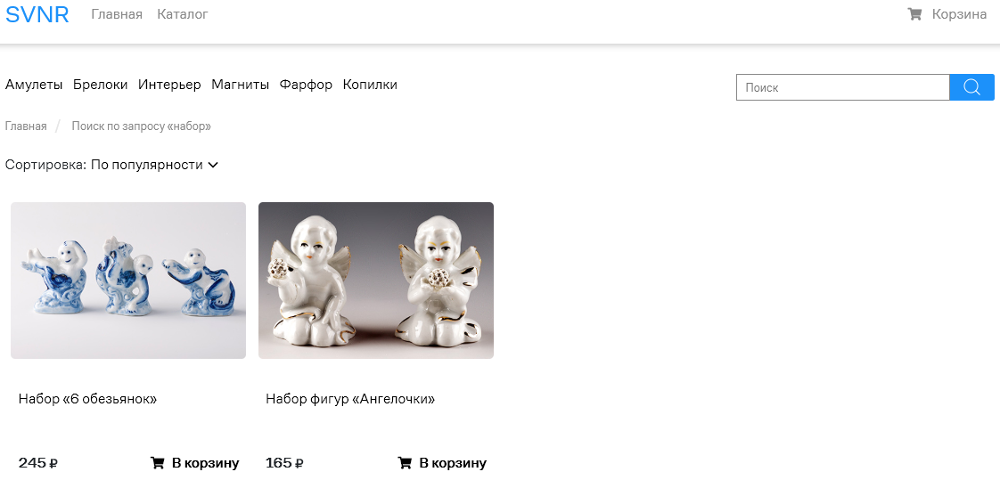 SVNR Главная Каталог Корзина
Амулеты Брелоки Интерьер Магниты Фарфор Копилки Поиск
Главная / Поиск по запросу «набор»
Сортировка: По популярности
Набор «6 обезьянок» Набор фигур «Ангелочки»
245 ₽ В корзину 165 ₽ В корзину